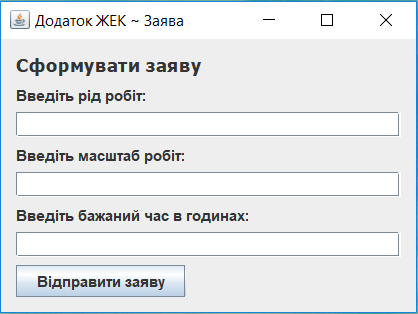 Додаток ЖЕК ~ Заява
Сформувати заяву
Введіть рід робіт:
Введіть масштаб робіт:
Введіть бажаний час в годинах:
Відправити заяву